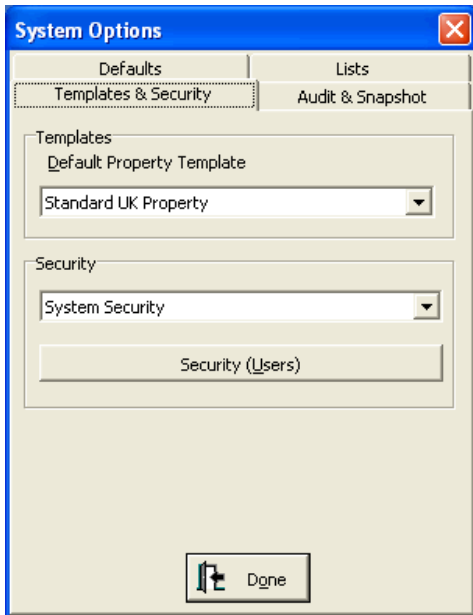 System Options
Defaults Lists
Templates & Security Audit & Snapshot
Templates
Default Property Template
Standard UK Property
Security
System Security
Security (Users)
Done